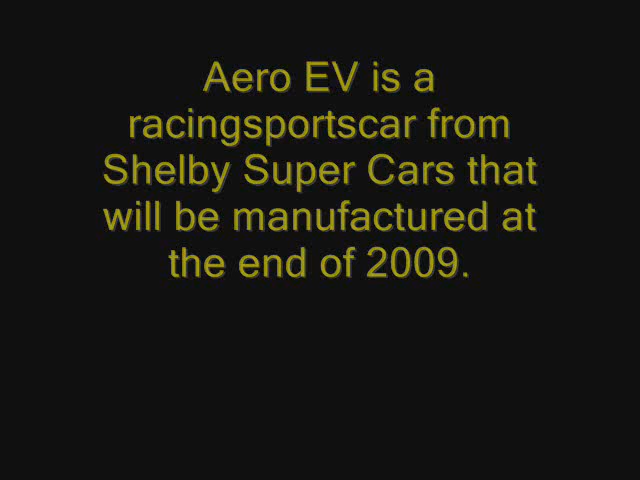 Aero EV is a
racingsportscar from
Shelby Super Cars that
will be manufactured at
the end of 2009.